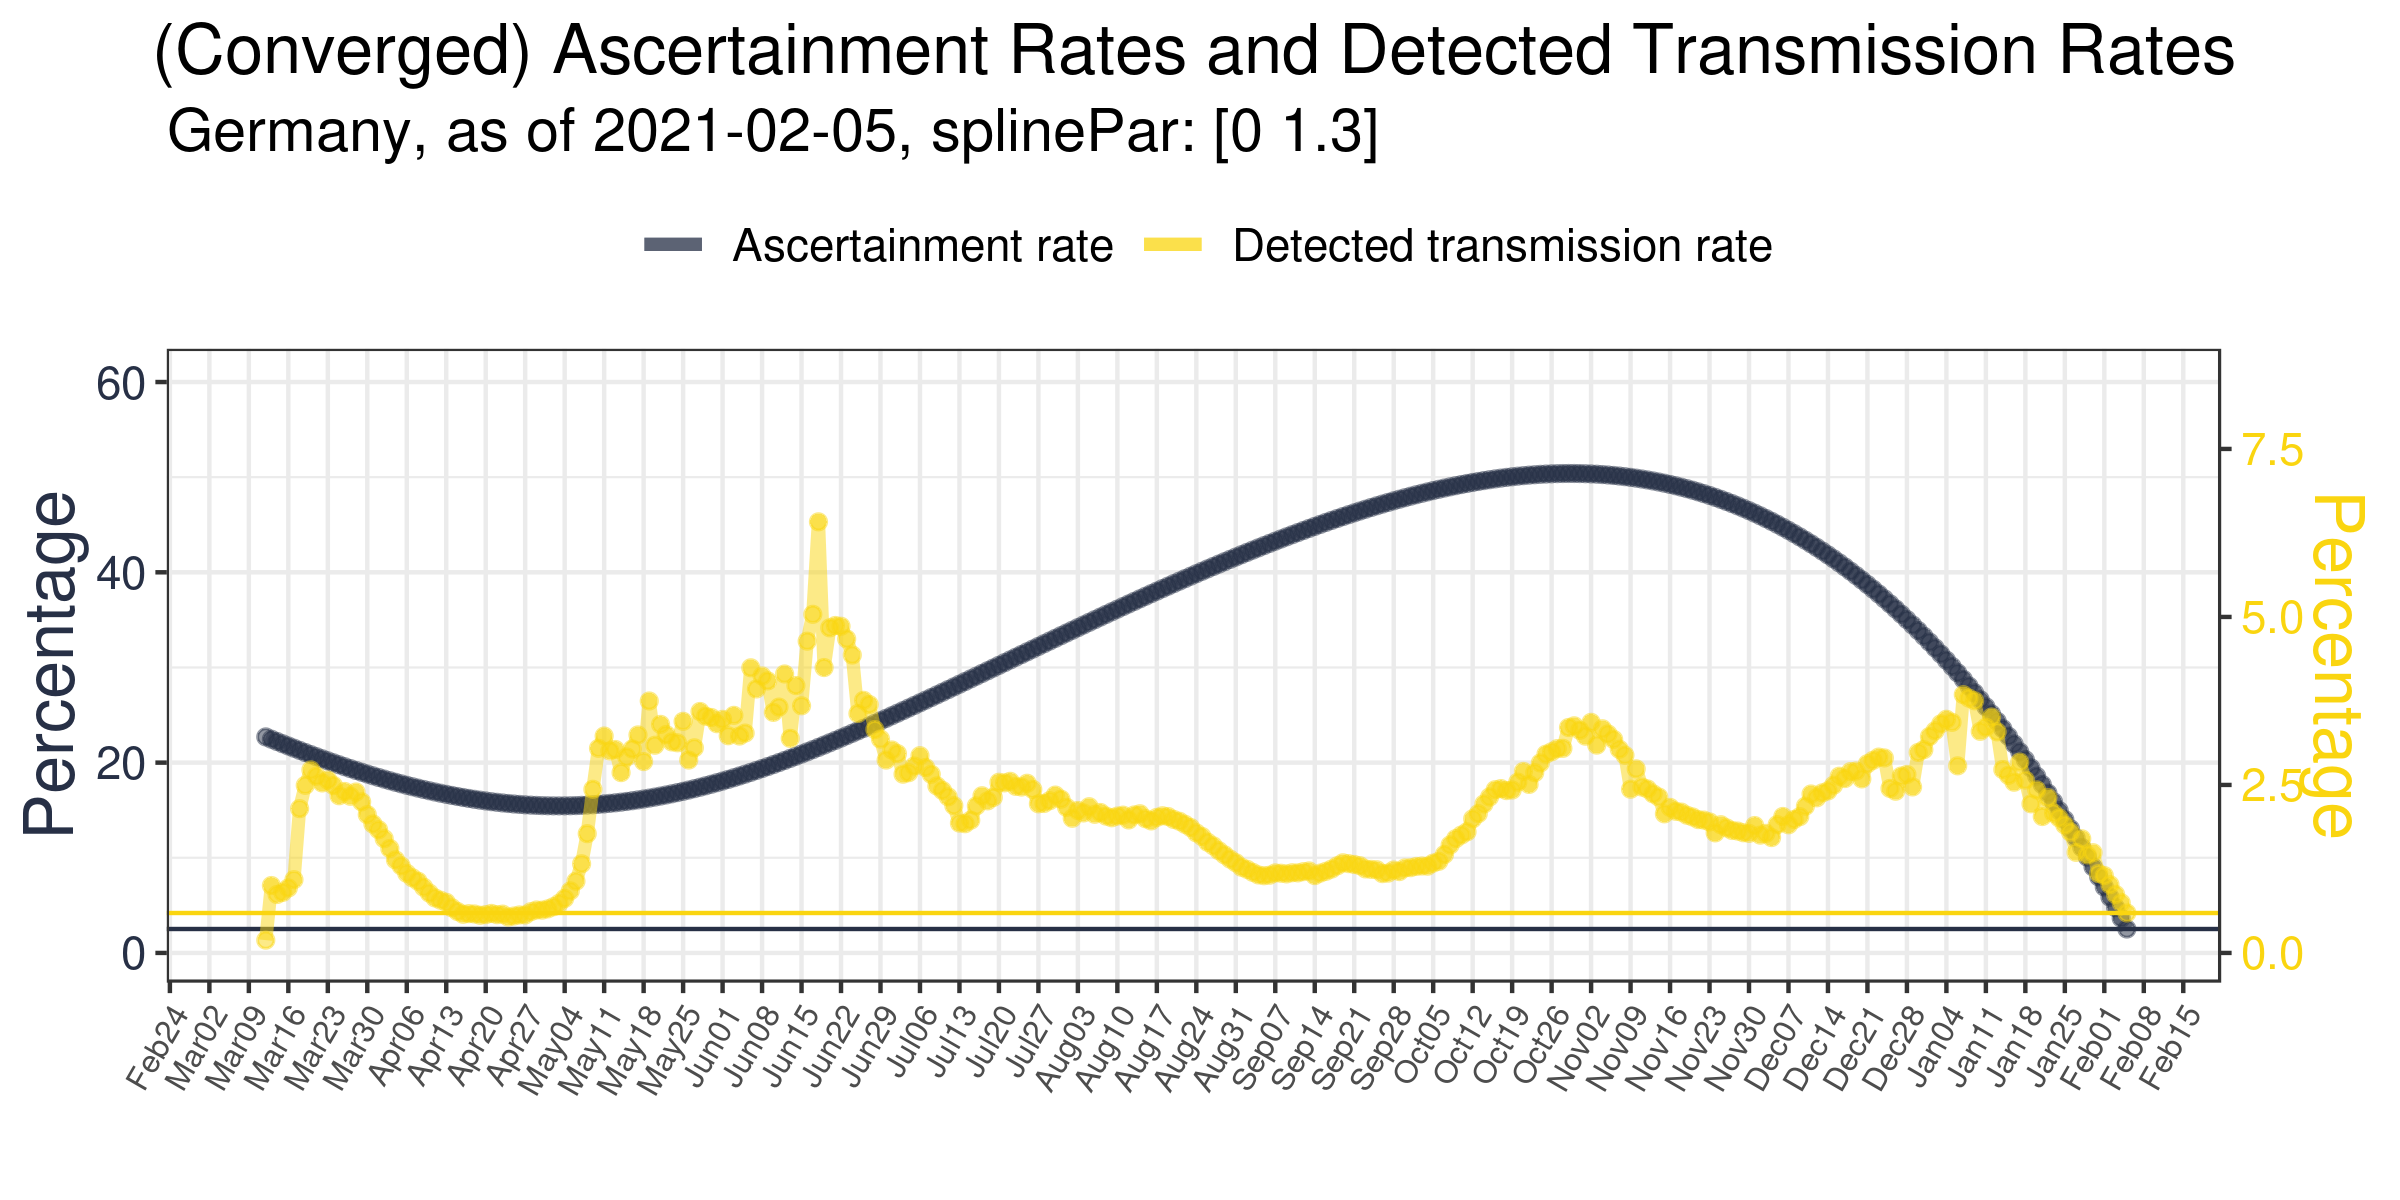 (Converged) Ascertainment Rates and Detected Transmission Rates
Germany, as of 2021-02-05, splinePar: [0 1.3]
Ascertainment rate
Detected transmission rate
Percentage
60
40
20
0
7.5
5.0
2.5
0.0
Percentage
Feb24
Mar02
Mar09
Mar16
Mar23
Mar30
Apr06
Apr13
Apr20
Apr27
May04
May11
May18
May25
Jun01
Jun08
Jun15
Jun22
Jun29
Jul06
Jul13
Jul20
Jul27
Aug03
Aug10
Aug17
Aug24
Aug31
Sep07
Sep14
Sep21
Sep28
Oct05
Oct12
Oct19
Oct26
Nov02
Nov09
Nov16
Nov23
Nov30
Dec07
Dec14
Dec21
Dec28
Jan04
Jan11
Jan18
Jan25
Feb01
Feb08
Feb15